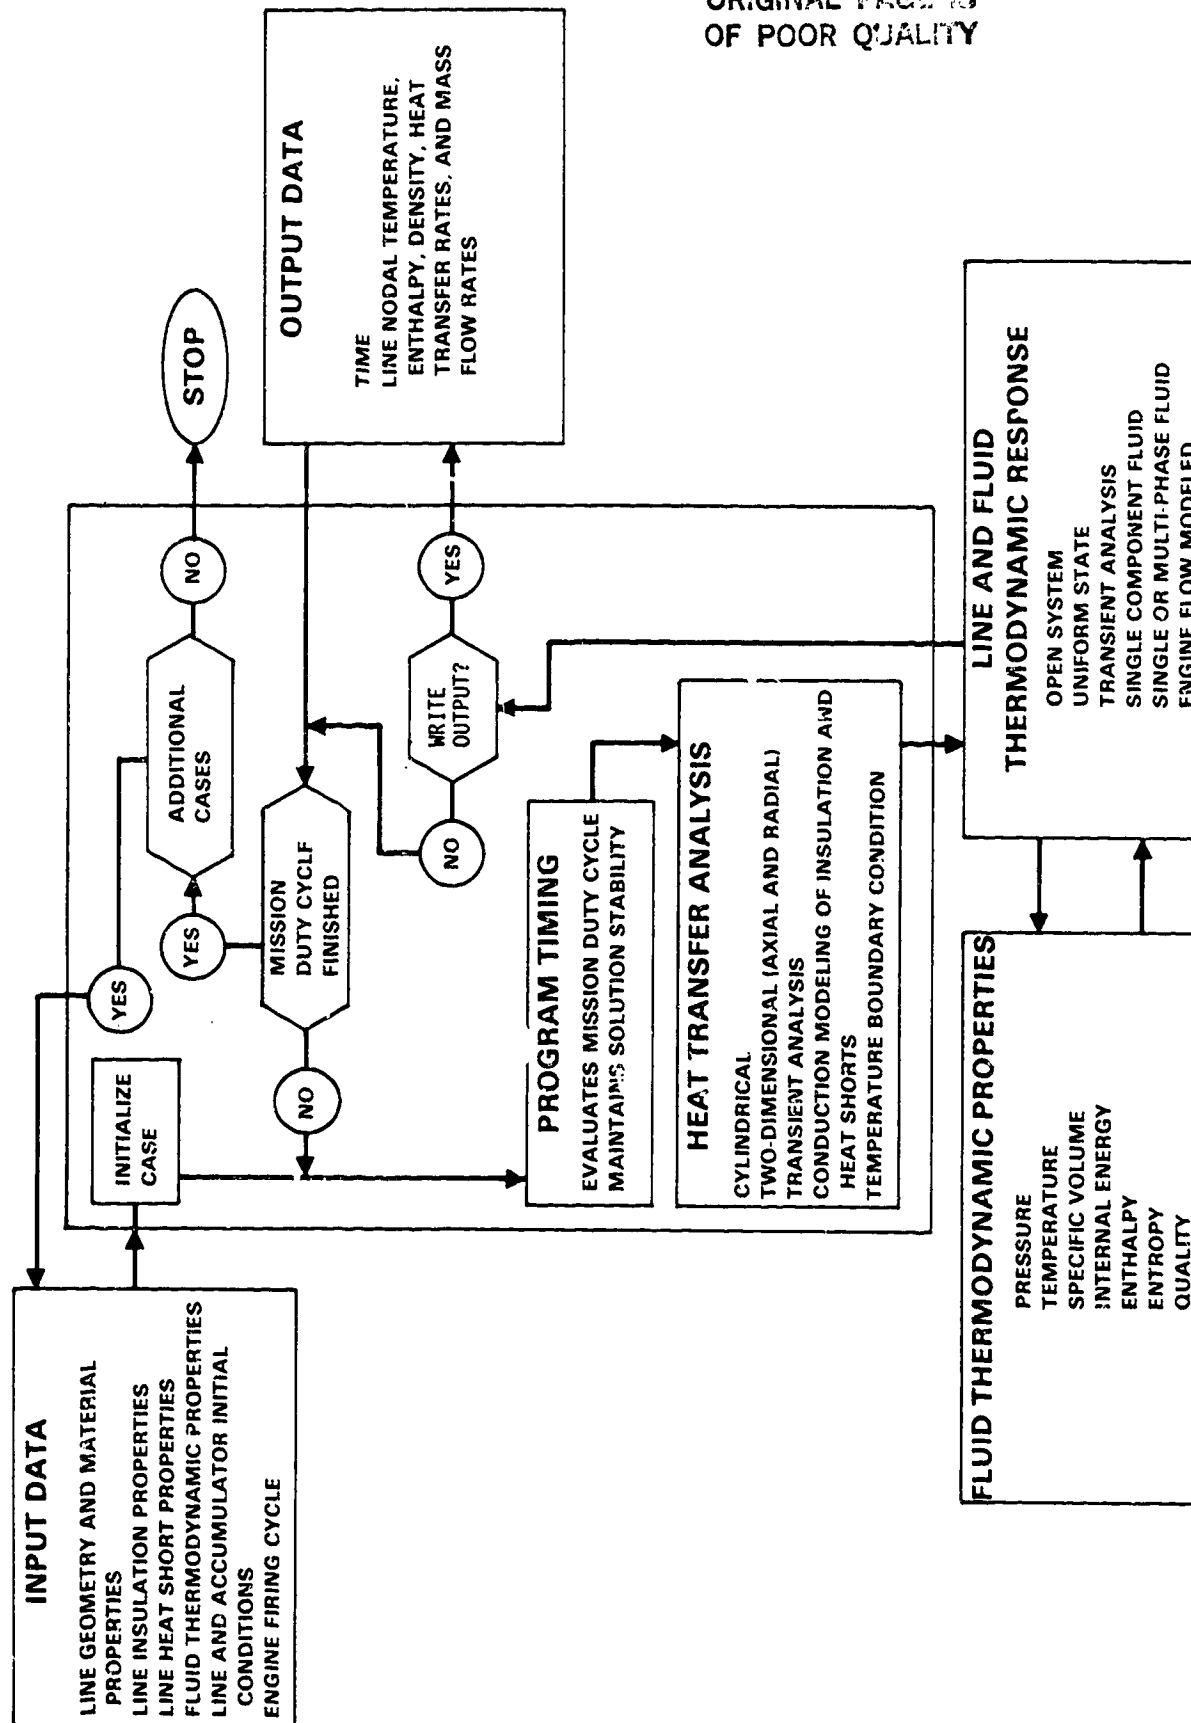 ORIGINAL PAGE IS
OF POOR QUALITY
INPUT DATA
LINE GEOMETRY AND MATERIAL
PROPERTIES
LINE INSULATION PROPERTIES
LINE HEAT SHORT PROPERTIES
FLUID THERMODYNAMIC PROPERTIES
LINE AND ACCUMULATOR INITIAL
CONDITIONS
ENGINE FIRING CYCLE
INITIALIZE
CASE
YES
ADDITIONAL
CASES
NO
STOP
YES
MISSION
DUTY CYCLF
FINISHED
NO
OUTPUT DATA
TIME
LINE NODAL TEMPERATURE,
ENTHALPY, DENSITY, HEAT
TRANSFER RATES, AND MASS
FLOW RATES
NO
WRITE
OUTPUT?
YES
PROGRAM TIMING
EVALUATES MISSION DUTY CYCLE
MAINTAINS SOLUTION STABILITY
HEAT TRANSFER ANALYSIS
CYLINDRICAL
TWO-DIMENSIONAL (AXIAL AND RADIAL)
TRANSIENT ANALYSIS
CONDUCTION MODELING OF INSULATION AND
HEAT SHORTS
TEMPERATURE BOUNDARY CONDITION
FLUID THERMODYNAMIC PROPERTIES
PRESSURE
TEMPERATURE
SPECIFIC VOLUME
INTERNAL ENERGY
ENTHALPY
ENTROPY
QUALITY
LINE AND FLUID
THERMODYNAMIC RESPONSE
OPEN SYSTEM
UNIFORM STATE
TRANSIENT ANALYSIS
SINGLE COMPONENT FLUID
SINGLE OR MULTI-PHASE FLUID
ENGINE FLOW MODELED